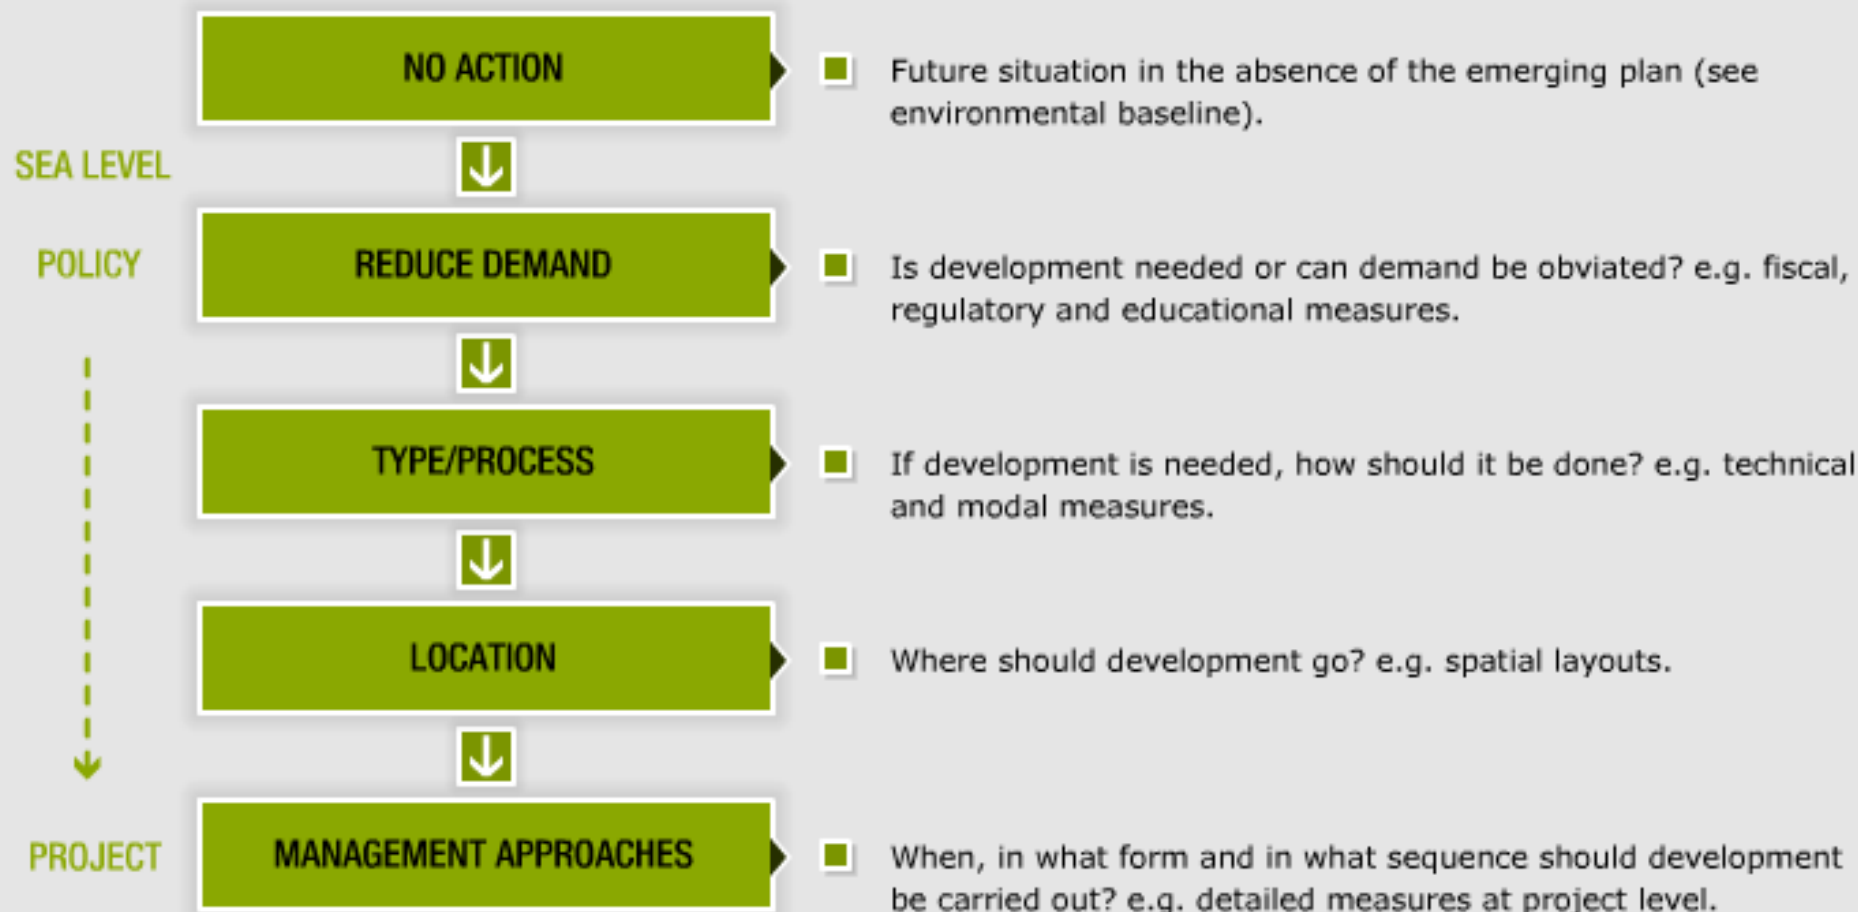 NO ACTION
Future situation in the absence of the emerging plan (see
environmental baseline).
SEA LEVEL
POLICY
REDUCE DEMAND
Is development needed or can demand be obviated? e.g. fiscal,
regulatory and educational measures.
TYPE/PROCESS
If development is needed, how should it be done? e.g. technical
and modal measures.
LOCATION
Where should development go? e.g. spatial layouts.
PROJECT
MANAGEMENT APPROACHES
When, in what form and in what sequence should development
be carried out? e.g. detailed measures at project level.